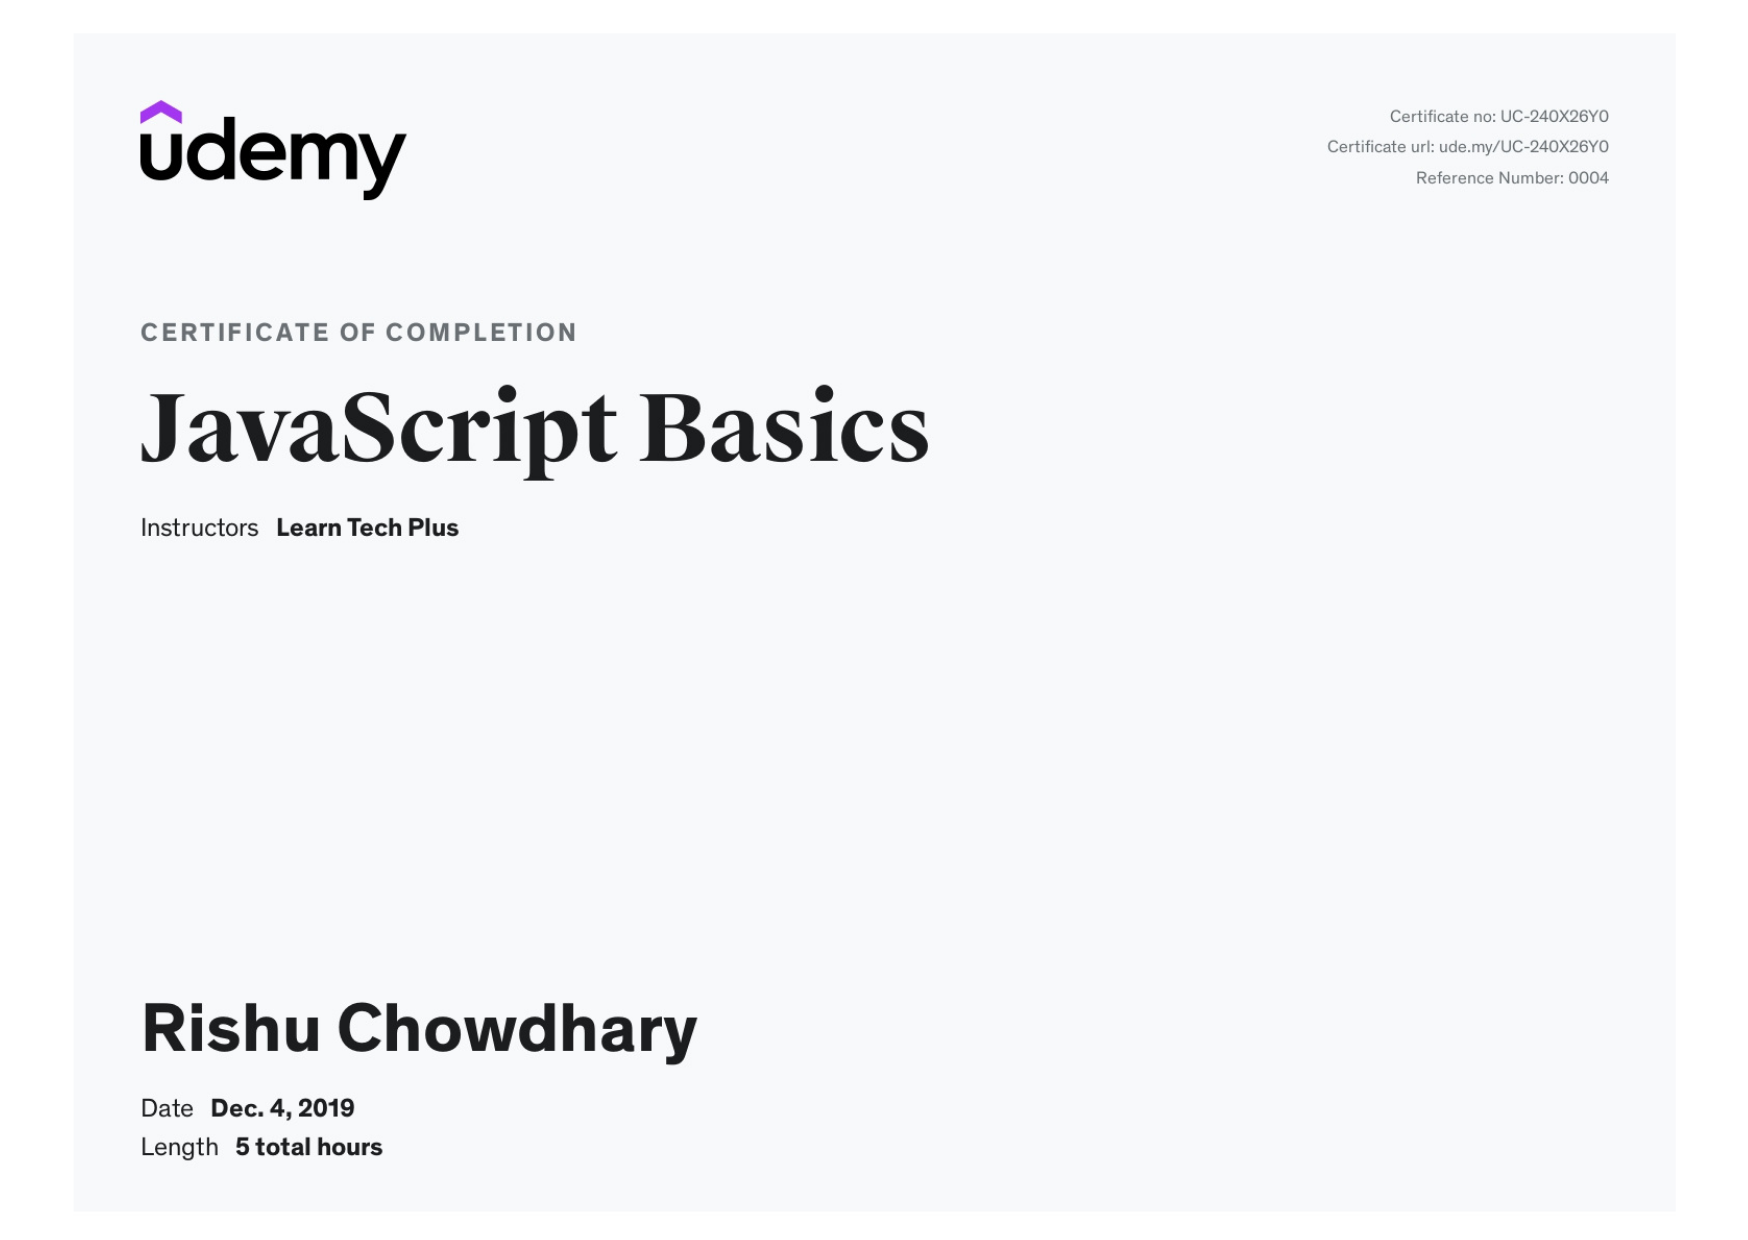 udemy
Certificate no: UC-240X26Y0
Certificate url: ude.my/UC-240X26Y0
Reference Number: 0004
CERTIFICATE OF COMPLETION
JavaScript Basics
Instructors Learn Tech Plus
Rishu Chowdhary
Date Dec. 4, 2019
Length 5 total hours